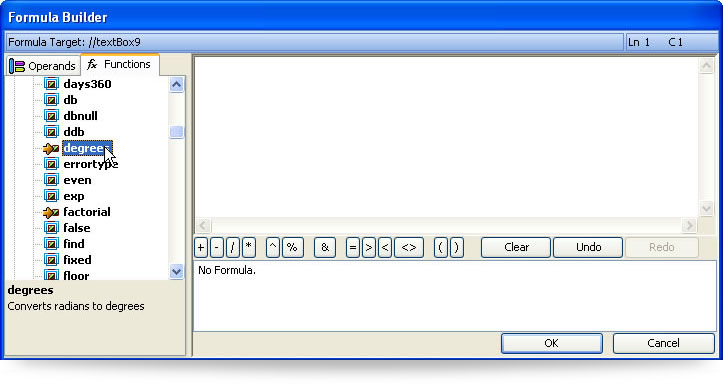 Formula Builder
Formula Target: //textBox9
Ln 1 C 1
Operands
fx Functions
days360
db
dbnull
ddb
degrees
errortype
even
exp
factorial
false
find
fixed
floor
+ - / * ^ % & = > < <> ( ) Clear Undo Redo
No Formula.
degrees
Converts radians to degrees
OK Cancel